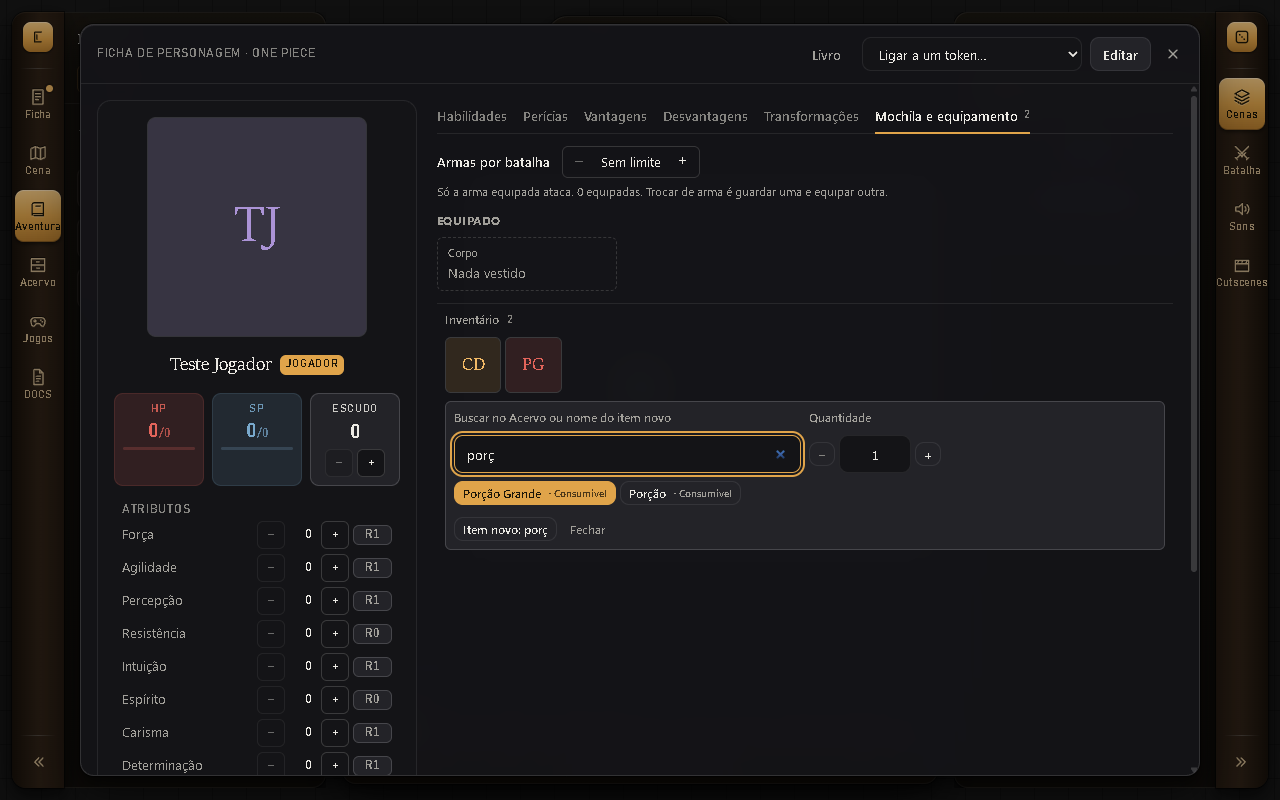 FICHA DE PERSONAGEM · ONE PIECE
Livro
Ligar a um token...
Editar
E
Ficha
Cena
Aventura
Acervo
Jogos
DOCS
Cenas
Batalha
Sons
Cutscenes
TJ
Teste Jogador JOGADOR
HP
0/0
SP
0/0
ESCUDO
0
− +
ATRIBUTOS
Força − 0 + R1
Agilidade − 0 + R1
Percepção − 0 + R1
Resistência − 0 + R0
Intuição − 0 + R1
Espírito − 0 + R0
Carisma − 0 + R1
Determinação − 0 + R1
Habilidades Perícias Vantagens Desvantagens Transformações Mochila e equipamento 2
Armas por batalha − Sem limite +
Só a arma equipada ataca. 0 equipadas. Trocar de arma é guardar uma e equipar outra.
EQUIPADO
Corpo
Nada vestido
Inventário 2
CD PG
Buscar no Acervo ou nome do item novo Quantidade
porç − 1 +
Porção Grande · Consumível Porção · Consumível
Item novo: porç Fechar